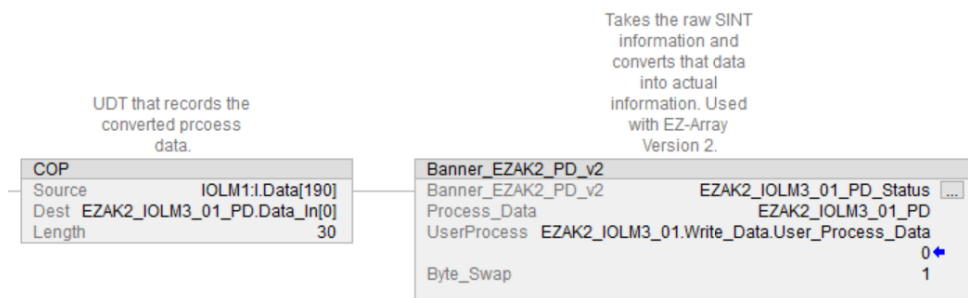 UDT that records the
converted prcoess
data.
COP
Source IOLM1:I.Data[190]
Dest EZAK2_IOLM3_01_PD.Data_In[0]
Length 30
Takes the raw SINT
information and
converts that data
into actual
information. Used
with EZ-Array
Version 2.
Banner_EZAK2_PD_v2
Banner_EZAK2_PD_v2 EZAK2_IOLM3_01_PD_Status ...
Process_Data EZAK2_IOLM3_01_PD
UserProcess EZAK2_IOLM3_01.Write_Data.User_Process_Data
0
Byte_Swap 1